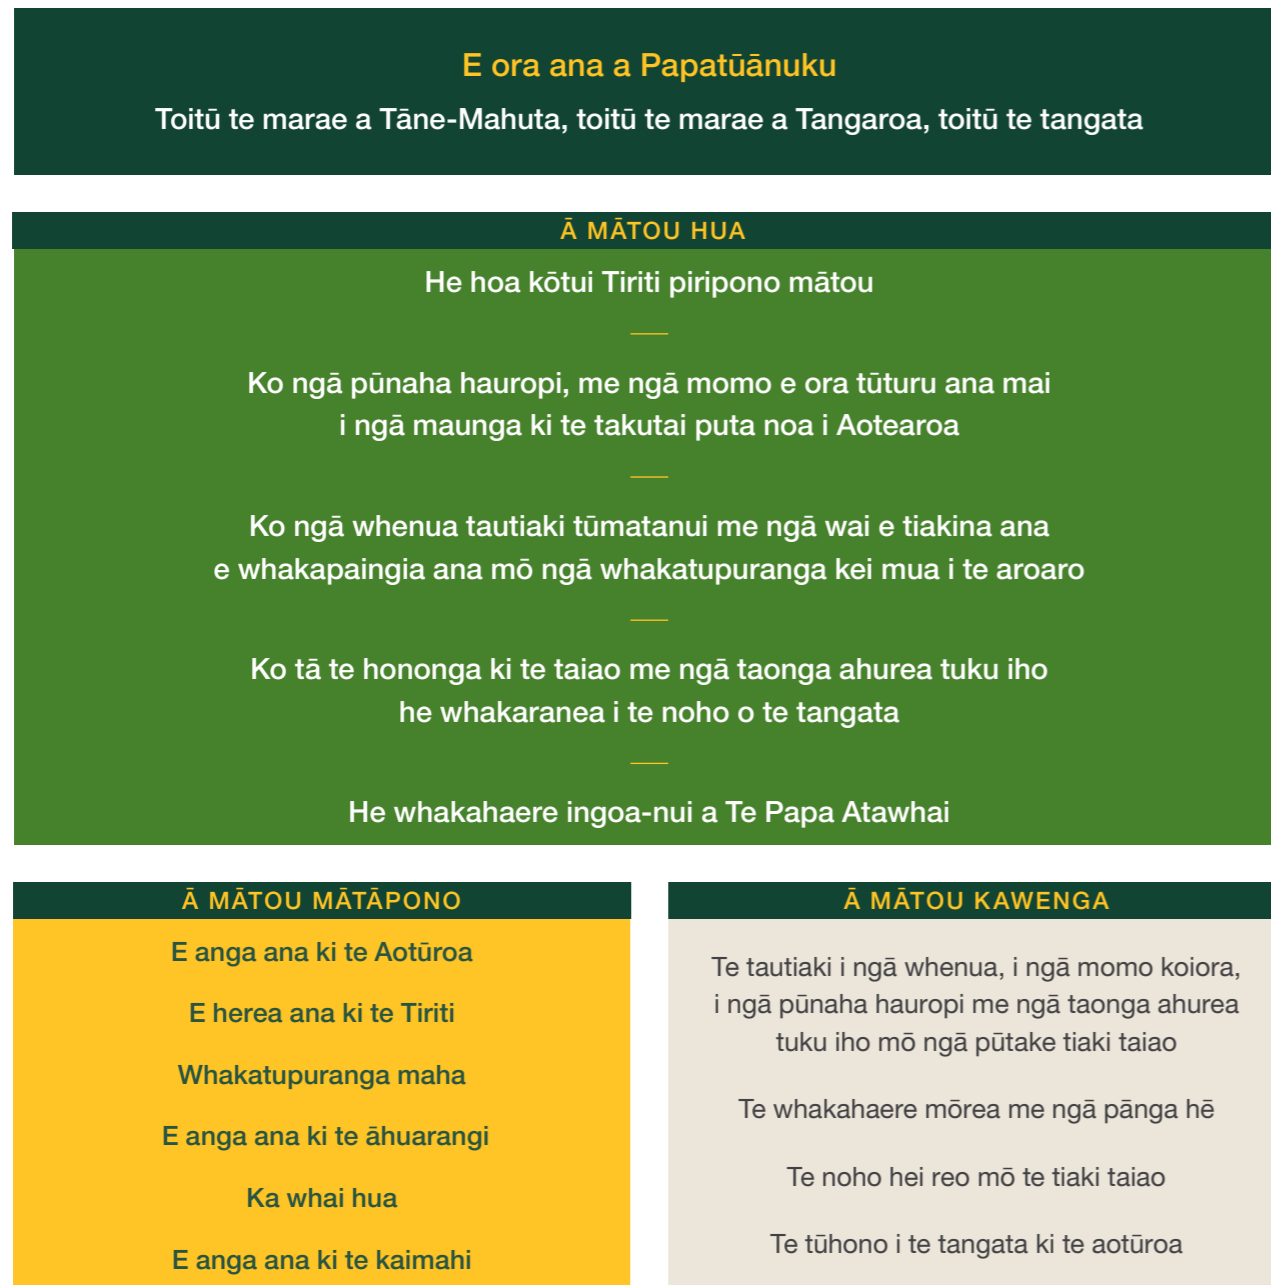 E ora ana a Papatūānuku
Toitū te marae a Tāne-Mahuta, toitū te marae a Tangaroa, toitū te tangata
Ā MĀTOU HUA
He hoa kōtui Tiriti piripono mātou
Ko ngā pūnaha hauropi, me ngā momo e ora tūturu ana mai
i ngā maunga ki te takutai puta noa i Aotearoa
Ko ngā whenua tautiaki tūmatanui me ngā wai e tiakina ana
e whakapaingia ana mō ngā whakatupuranga kei mua i te aroaro
Ko tā te hononga ki te taiao me ngā taonga ahurea tuku iho
he whakaranea i te noho o te tangata
He whakahaere ingoa-nui a Te Papa Atawhai
Ā MĀTOU MĀTĀPONO
E anga ana ki te Aotūroa
E herea ana ki te Tiriti
Whakatupuranga maha
E anga ana ki te āhuarangi
Ka whai hua
E anga ana ki te kaimahi
Ā MĀTOU KAWENGA
Te tautiaki i ngā whenua, i ngā momo koiora,
i ngā pūnaha hauropi me ngā taonga ahurea
tuku iho mō ngā pūtake tiaki taiao
Te whakahaere mōrea me ngā pānga hē
Te noho hei reo mō te tiaki taiao
Te tūhono i te tangata ki te aotūroa